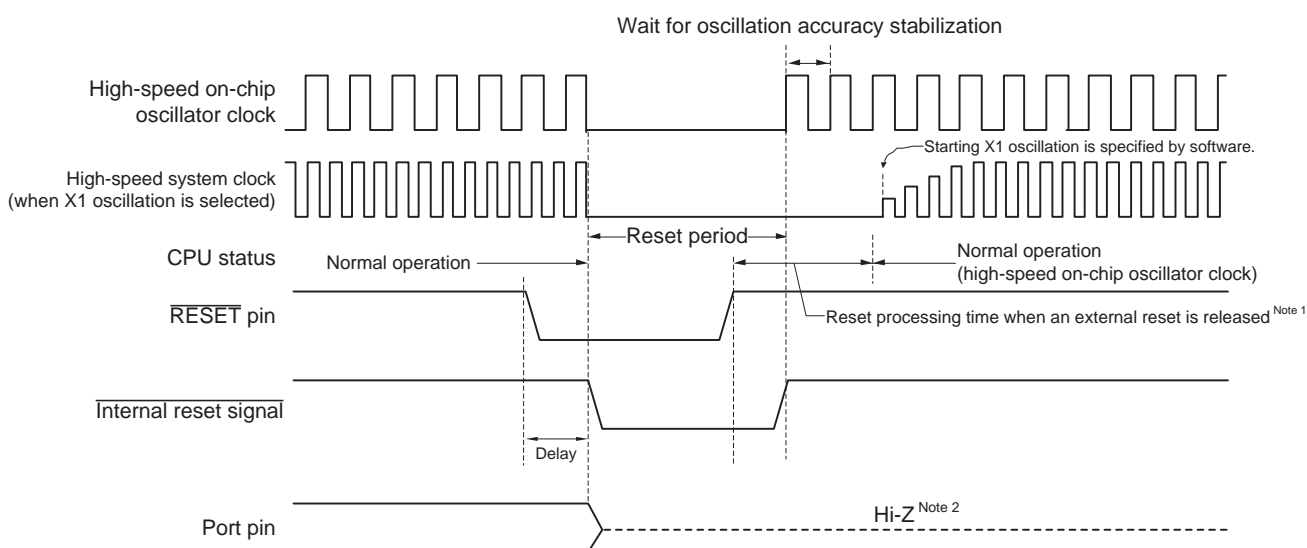 Wait for oscillation accuracy stabilization
High-speed on-chip
oscillator clock
Starting X1 oscillation is specified by software.
High-speed system clock
(when X1 oscillation is selected)
Reset period
CPU status
Normal operation
Normal operation
(high-speed on-chip oscillator clock)
RESET pin
Reset processing time when an external reset is released Note 1
Internal reset signal
Delay
Port pin
Hi-Z Note 2